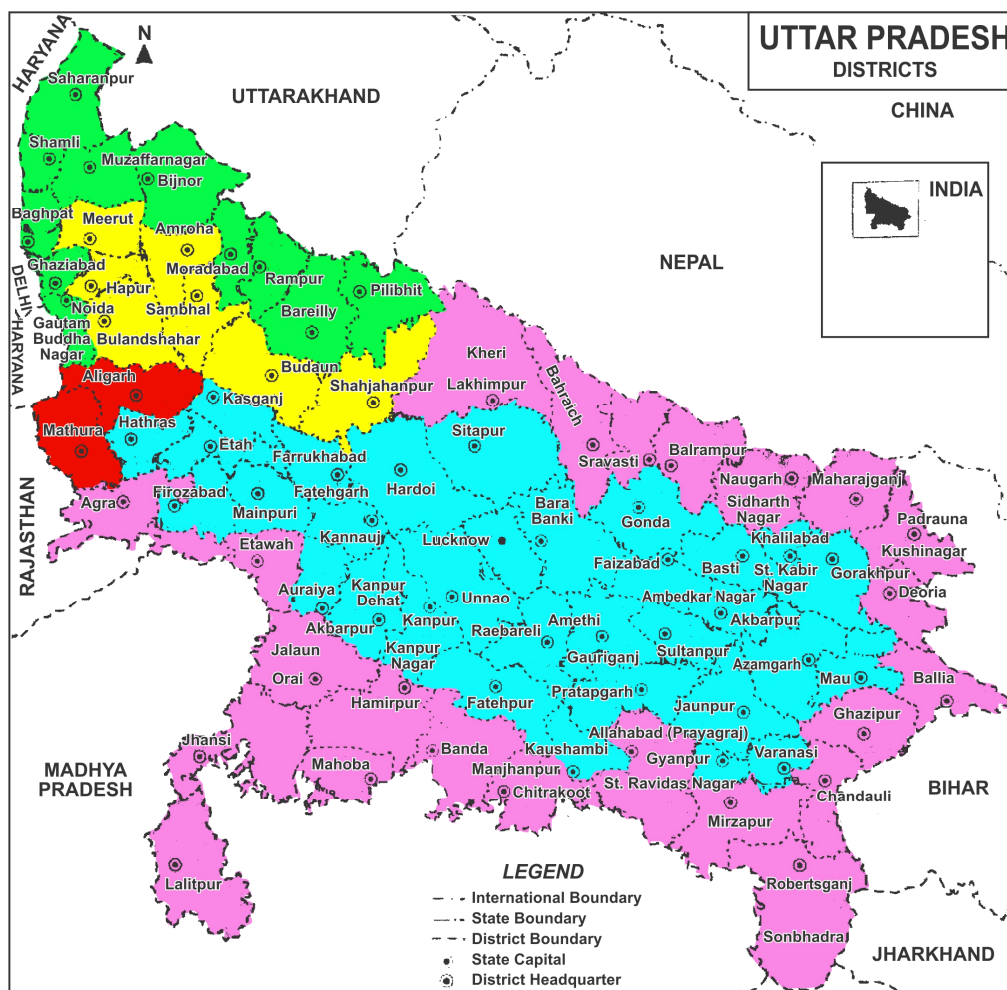 UTTAR PRADESH
DISTRICTS
HARYANA
N
UTTARAKHAND
CHINA
INDIA
NEPAL
Saharanpur
Shamli
Muzaffarnagar
Bijnor
Baghpat
Meerut
Amroha
Ghaziabad
Moradabad
Rampur
Pilibhit
DELHI
Hapur
Noida
Sambhal
Bareilly
Gautam
Buddha
Nagar
Bulandshahar
HARYANA
Aligarh
Budaun
Shahjahanpur
Kheri
Lakhimpur
Bahraich
Kasganj
Mathura
Hathras
Etah
Farrukhabad
Sitapur
Sravasti
Balrampur
Naugarh
Maharajganj
Fatehgarh
Hardoi
Agra
Firozabad
Mainpuri
Bara
Banki
Gonda
Sidharth
Nagar
Padrauna
Kushinagar
RAJASTHAN
Etawah
Kannauj
Lucknow
Faizabad
Basti
Khalilabad
St. Kabir
Nagar
Gorakhpur
Deoria
Auraiya
Kanpur
Dehat
Unnao
Ambedkar Nagar
Akbarpur
Akbarpur
Kanpur
Raebareli
Amethi
Gauriganj
Sultanpur
Azamgarh
Mau
Ballia
Jalaun
Orai
Kanpur
Nagar
Hamirpur
Fatehpur
Pratapgarh
Jaunpur
Ghazipur
Jhansi
Mahoba
Banda
Kaushambi
Manjhanpur
Chitrakoot
Allahabad (Prayagraj)
Gyanpur
St. Ravidas Nagar
Varanasi
Chandauli
Mirzapur
MADHYA
PRADESH
BIHAR
Lalitpur
Robertsganj
Sonbhadra
JHARKHAND
LEGEND
International Boundary
State Boundary
District Boundary
State Capital
District Headquarter